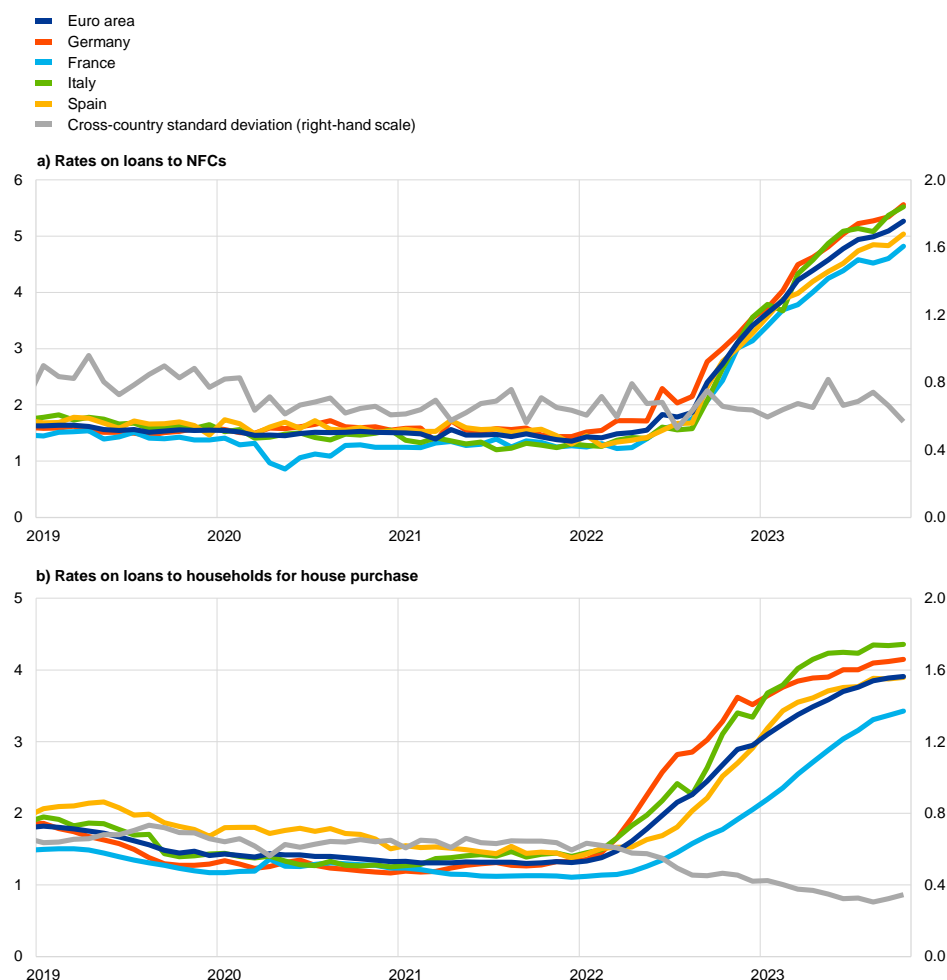 Euro area
Germany
France
Italy
Spain
Cross-country standard deviation (right-hand scale)
a) Rates on loans to NFCs
6 2.0
5 1.6
4 1.2
3
2 0.8
1 0.4
0 0.0
2019 2020 2021 2022 2023
b) Rates on loans to households for house purchase
5 2.0
4 1.6
3 1.2
2 0.8
1 0.4
0 0.0
2019 2020 2021 2022 2023